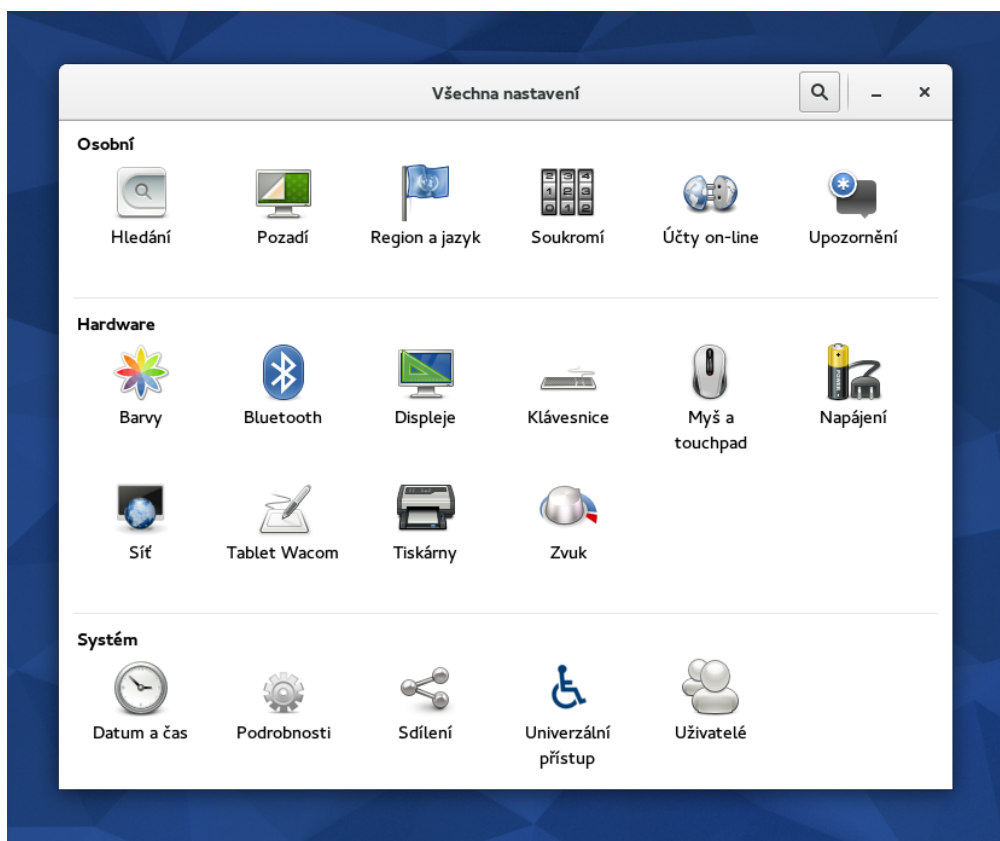 Všechna nastavení
Osobní
Hledání
Pozadí
Region a jazyk
Soukromí
Účty on-line
Upozornění
Hardware
Barvy
Bluetooth
Displeje
Klávesnice
Myš a
touchpad
Napájení
Síť
Tablet Wacom
Tiskárny
Zvuk
Systém
Datum a čas
Podrobnosti
Sdílení
Univerzální
přístup
Uživatelé